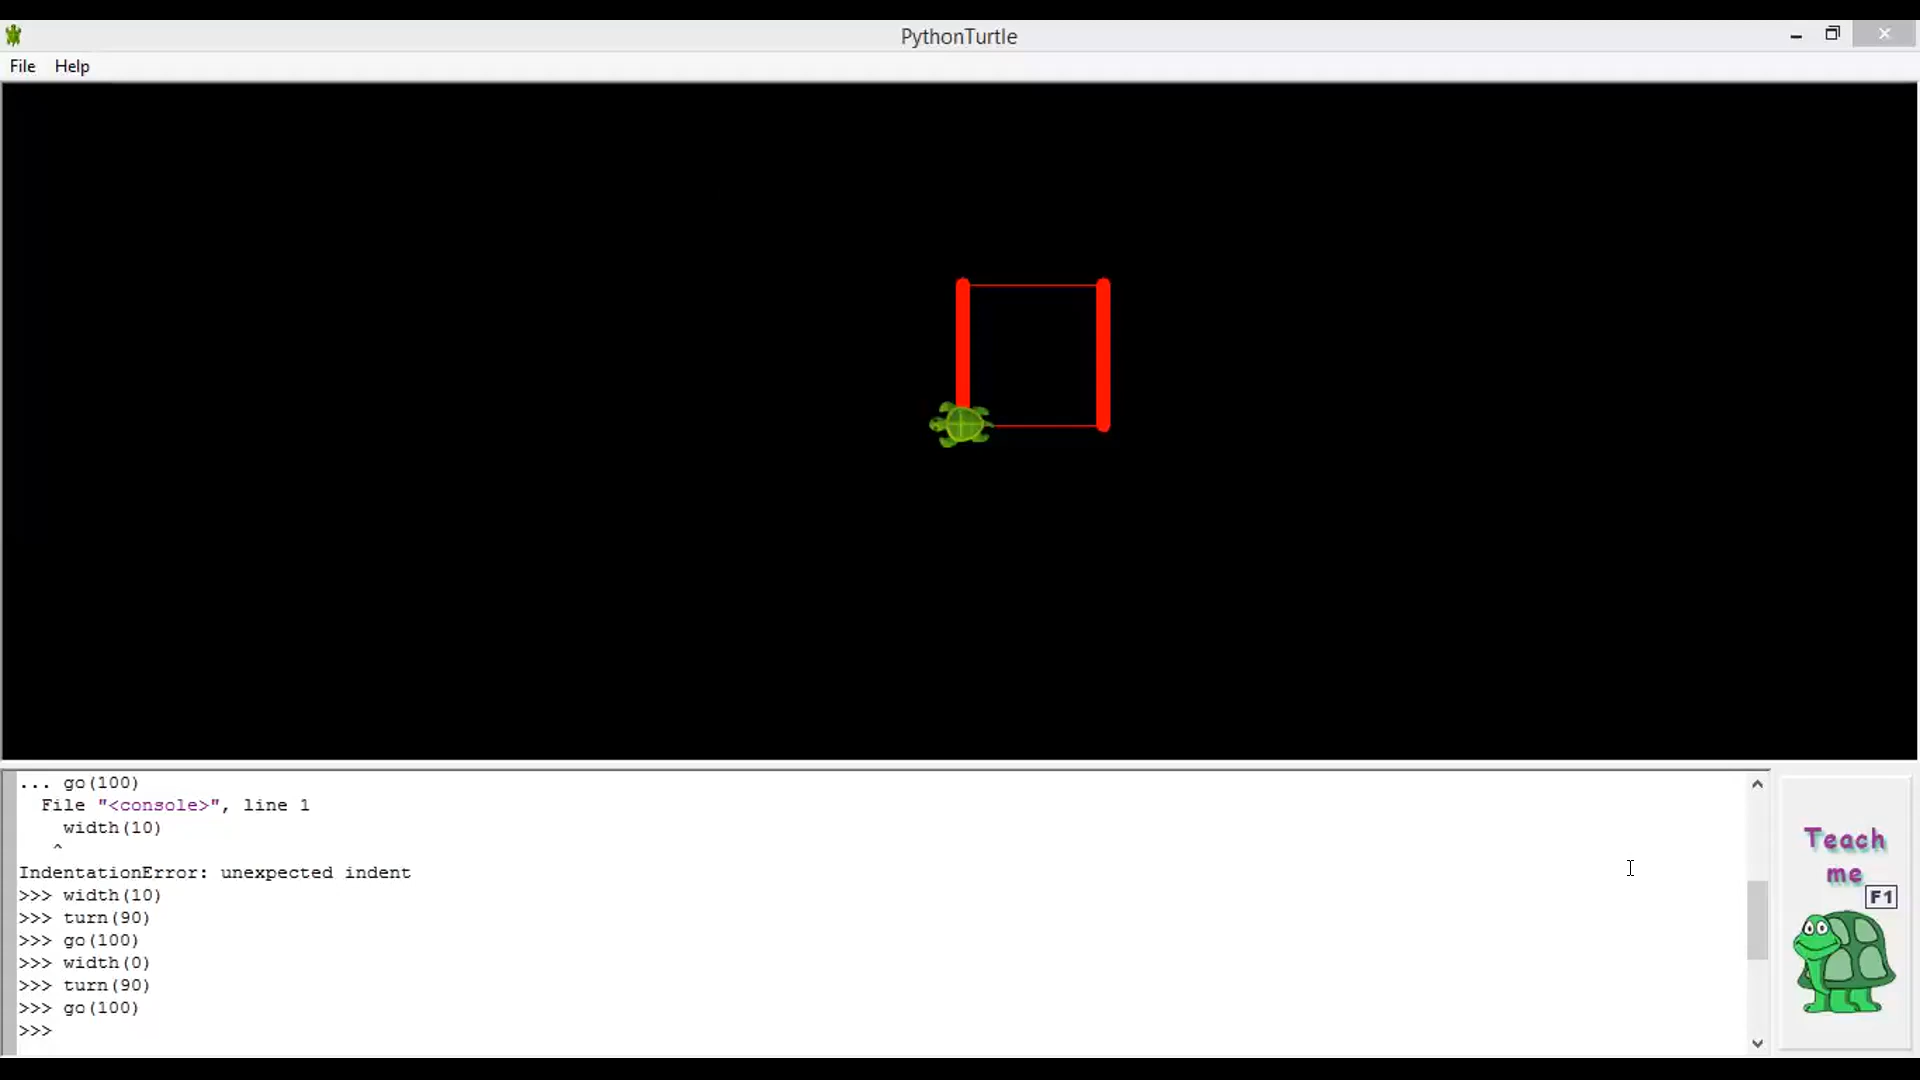 PythonTurtle
File Help
... go(100)
File "<console>", line 1
width(10)
^
IndentationError: unexpected indent
>>> width(10)
>>> turn(90)
>>> go(100)
>>> width(0)
>>> turn(90)
>>> go(100)
>>>
Teach
me
F1